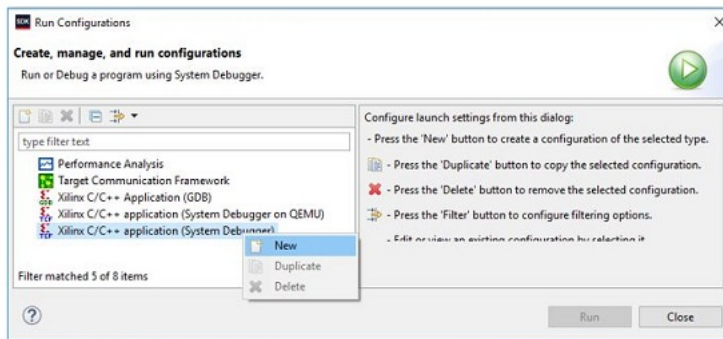 SDK Run Configurations
Create, manage, and run configurations
Run or Debug a program using System Debugger.
type filter text
Performance Analysis
Target Communication Framework
Xilinx C/C++ Application (GDB)
Xilinx C/C++ application (System Debugger on QEMU)
Xilinx C/C++ application (System Debugger)
New
Duplicate
Delete
Filter matched 5 of 8 items
Configure launch settings from this dialog:
- Press the 'New' button to create a configuration of the selected type.
- Press the 'Duplicate' button to copy the selected configuration.
- Press the 'Delete' button to remove the selected configuration.
- Press the 'Filter' button to configure filtering options.
- Edit or view an existing configuration by selecting it
Run
Close